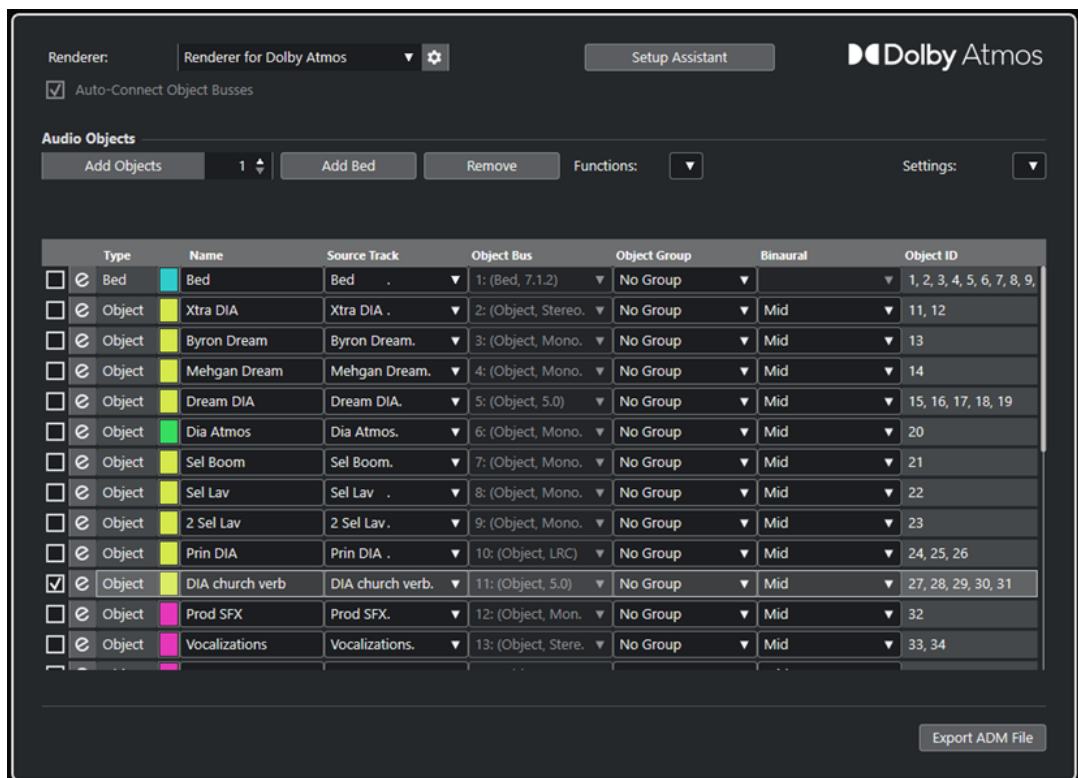 Renderer: Renderer for Dolby Atmos Setup Assistant Dolby Atmos
Auto-Connect Object Busses
Audio Objects
Add Objects 1 Add Bed Remove Functions: Settings:
Type Name Source Track Object Bus Object Group Binaural Object ID
e Bed Bed Bed . 1: (Bed, 7.1.2) No Group 1, 2, 3, 4, 5, 6, 7, 8, 9,
e Object Xtra DIA Xtra DIA . 2: (Object, Stereo. No Group Mid 11, 12
e Object Byron Dream Byron Dream. 3: (Object, Mono. No Group Mid 13
e Object Mehgan Dream Mehgan Dream. 4: (Object, Mono. No Group Mid 14
e Object Dream DIA Dream DIA. 5: (Object, 5.0) No Group Mid 15, 16, 17, 18, 19
e Object Dia Atmos Dia Atmos. 6: (Object, Mono. No Group Mid 20
e Object Sel Boom Sel Boom. 7: (Object, Mono. No Group Mid 21
e Object Sel Lav Sel Lav . 8: (Object, Mono. No Group Mid 22
e Object 2 Sel Lav 2 Sel Lav. 9: (Object, Mono. No Group Mid 23
e Object Prin DIA Prin DIA . 10: (Object, LRC) No Group Mid 24, 25, 26
e Object DIA church verb DIA church verb. 11: (Object, 5.0) No Group Mid 27, 28, 29, 30, 31
e Object Prod SFX Prod SFX. 12: (Object, Mon. No Group Mid 32
e Object Vocalizations Vocalizations. 13: (Object, Stere. No Group Mid 33, 34
Export ADM File